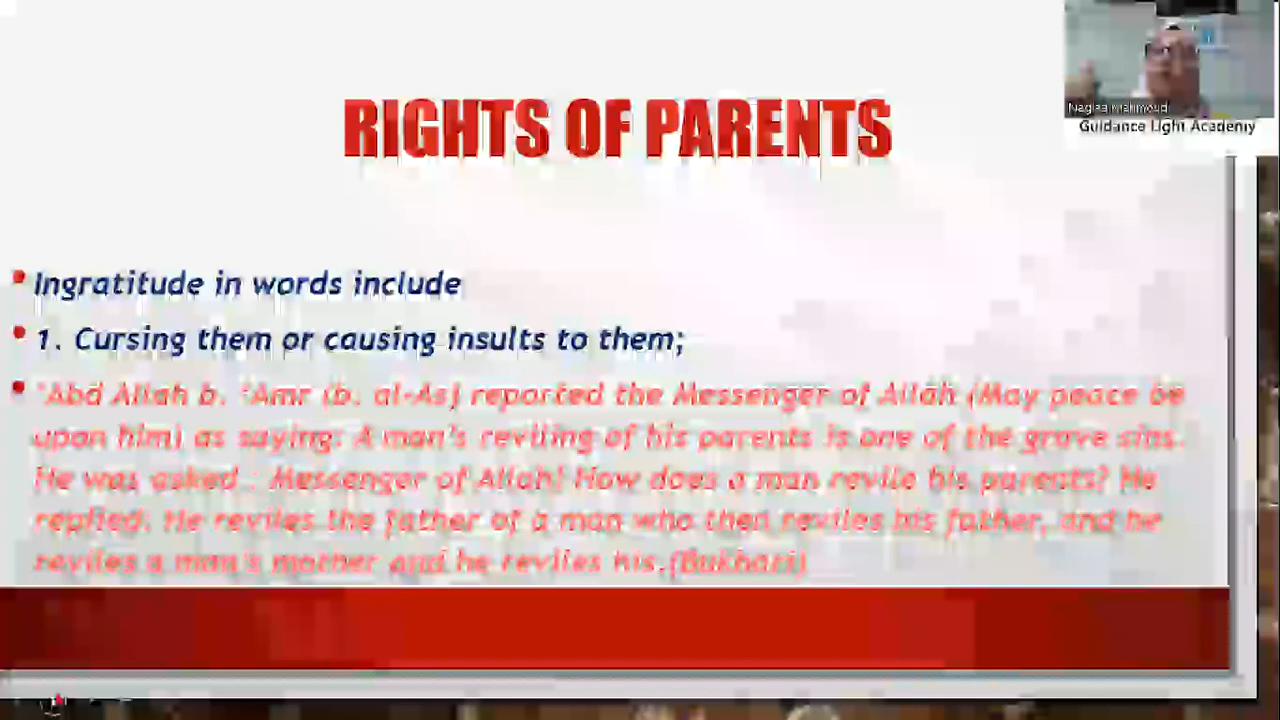 Naglaa Mahmoud
Guidance Light Academy
RIGHTS OF PARENTS
• Ingratitude in words include
• 1. Cursing them or causing insults to them;
• 'Abd Allah b. 'Amr (b. al-As) reported the Messenger of Allah (May peace be
upon him) as saying: A man's reviling of his parents is one of the grave sins.
He was asked.: Messenger of Allah! How does a man revile his parents? He
replied: He reviles the father of a man who then reviles his father, and he
reviles a man's mother and he reviles his.(Bukhari)